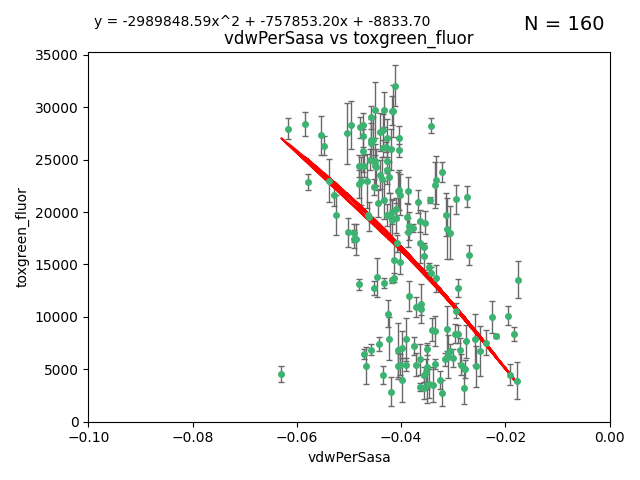 y = -2989848.59x^2 + -757853.20x + -8833.70
N = 160
vdwPerSasa vs toxgreen_fluor
toxgreen_fluor
35000
30000
25000
20000
15000
10000
5000
0
−0.10 −0.08 −0.06 −0.04 −0.02 0.00
vdwPerSasa